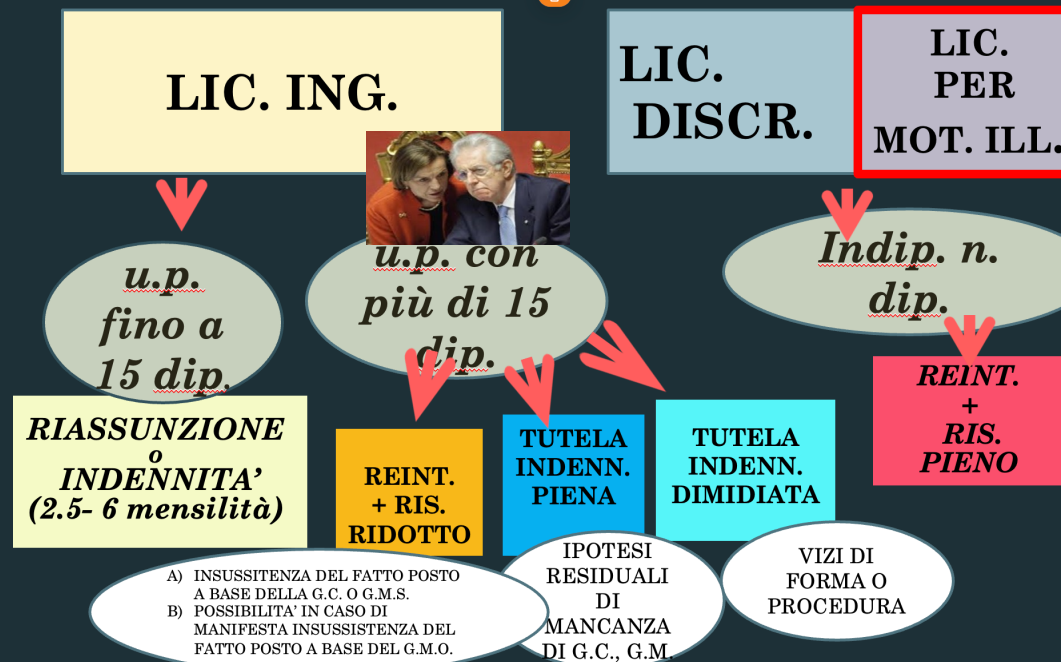 LIC. ING.
LIC.
DISCR.
LIC.
PER
MOT. ILL.
u.p.
fino a
15 dip.
u.p. con
più di 15
dip.
Indip. n.
dip.
RIASSUNZIONE
o
INDENNITA’
(2.5- 6 mensilità)
REINT.
+ RIS.
RIDOTTO
TUTELA
INDENN.
PIENA
TUTELA
INDENN.
DIMIDIATA
REINT.
+
RIS.
PIENO
A) INSUSSITENZA DEL FATTO POSTO
A BASE DELLA G.C. O G.M.S.
B) POSSIBILITA’ IN CASO DI
MANIFESTA INSUSSISTENZA DEL
FATTO POSTO A BASE DEL G.M.O.
IPOTESI
RESIDUALI
DI
MANCANZA
DI G.C., G.M.
VIZI DI
FORMA O
PROCEDURA